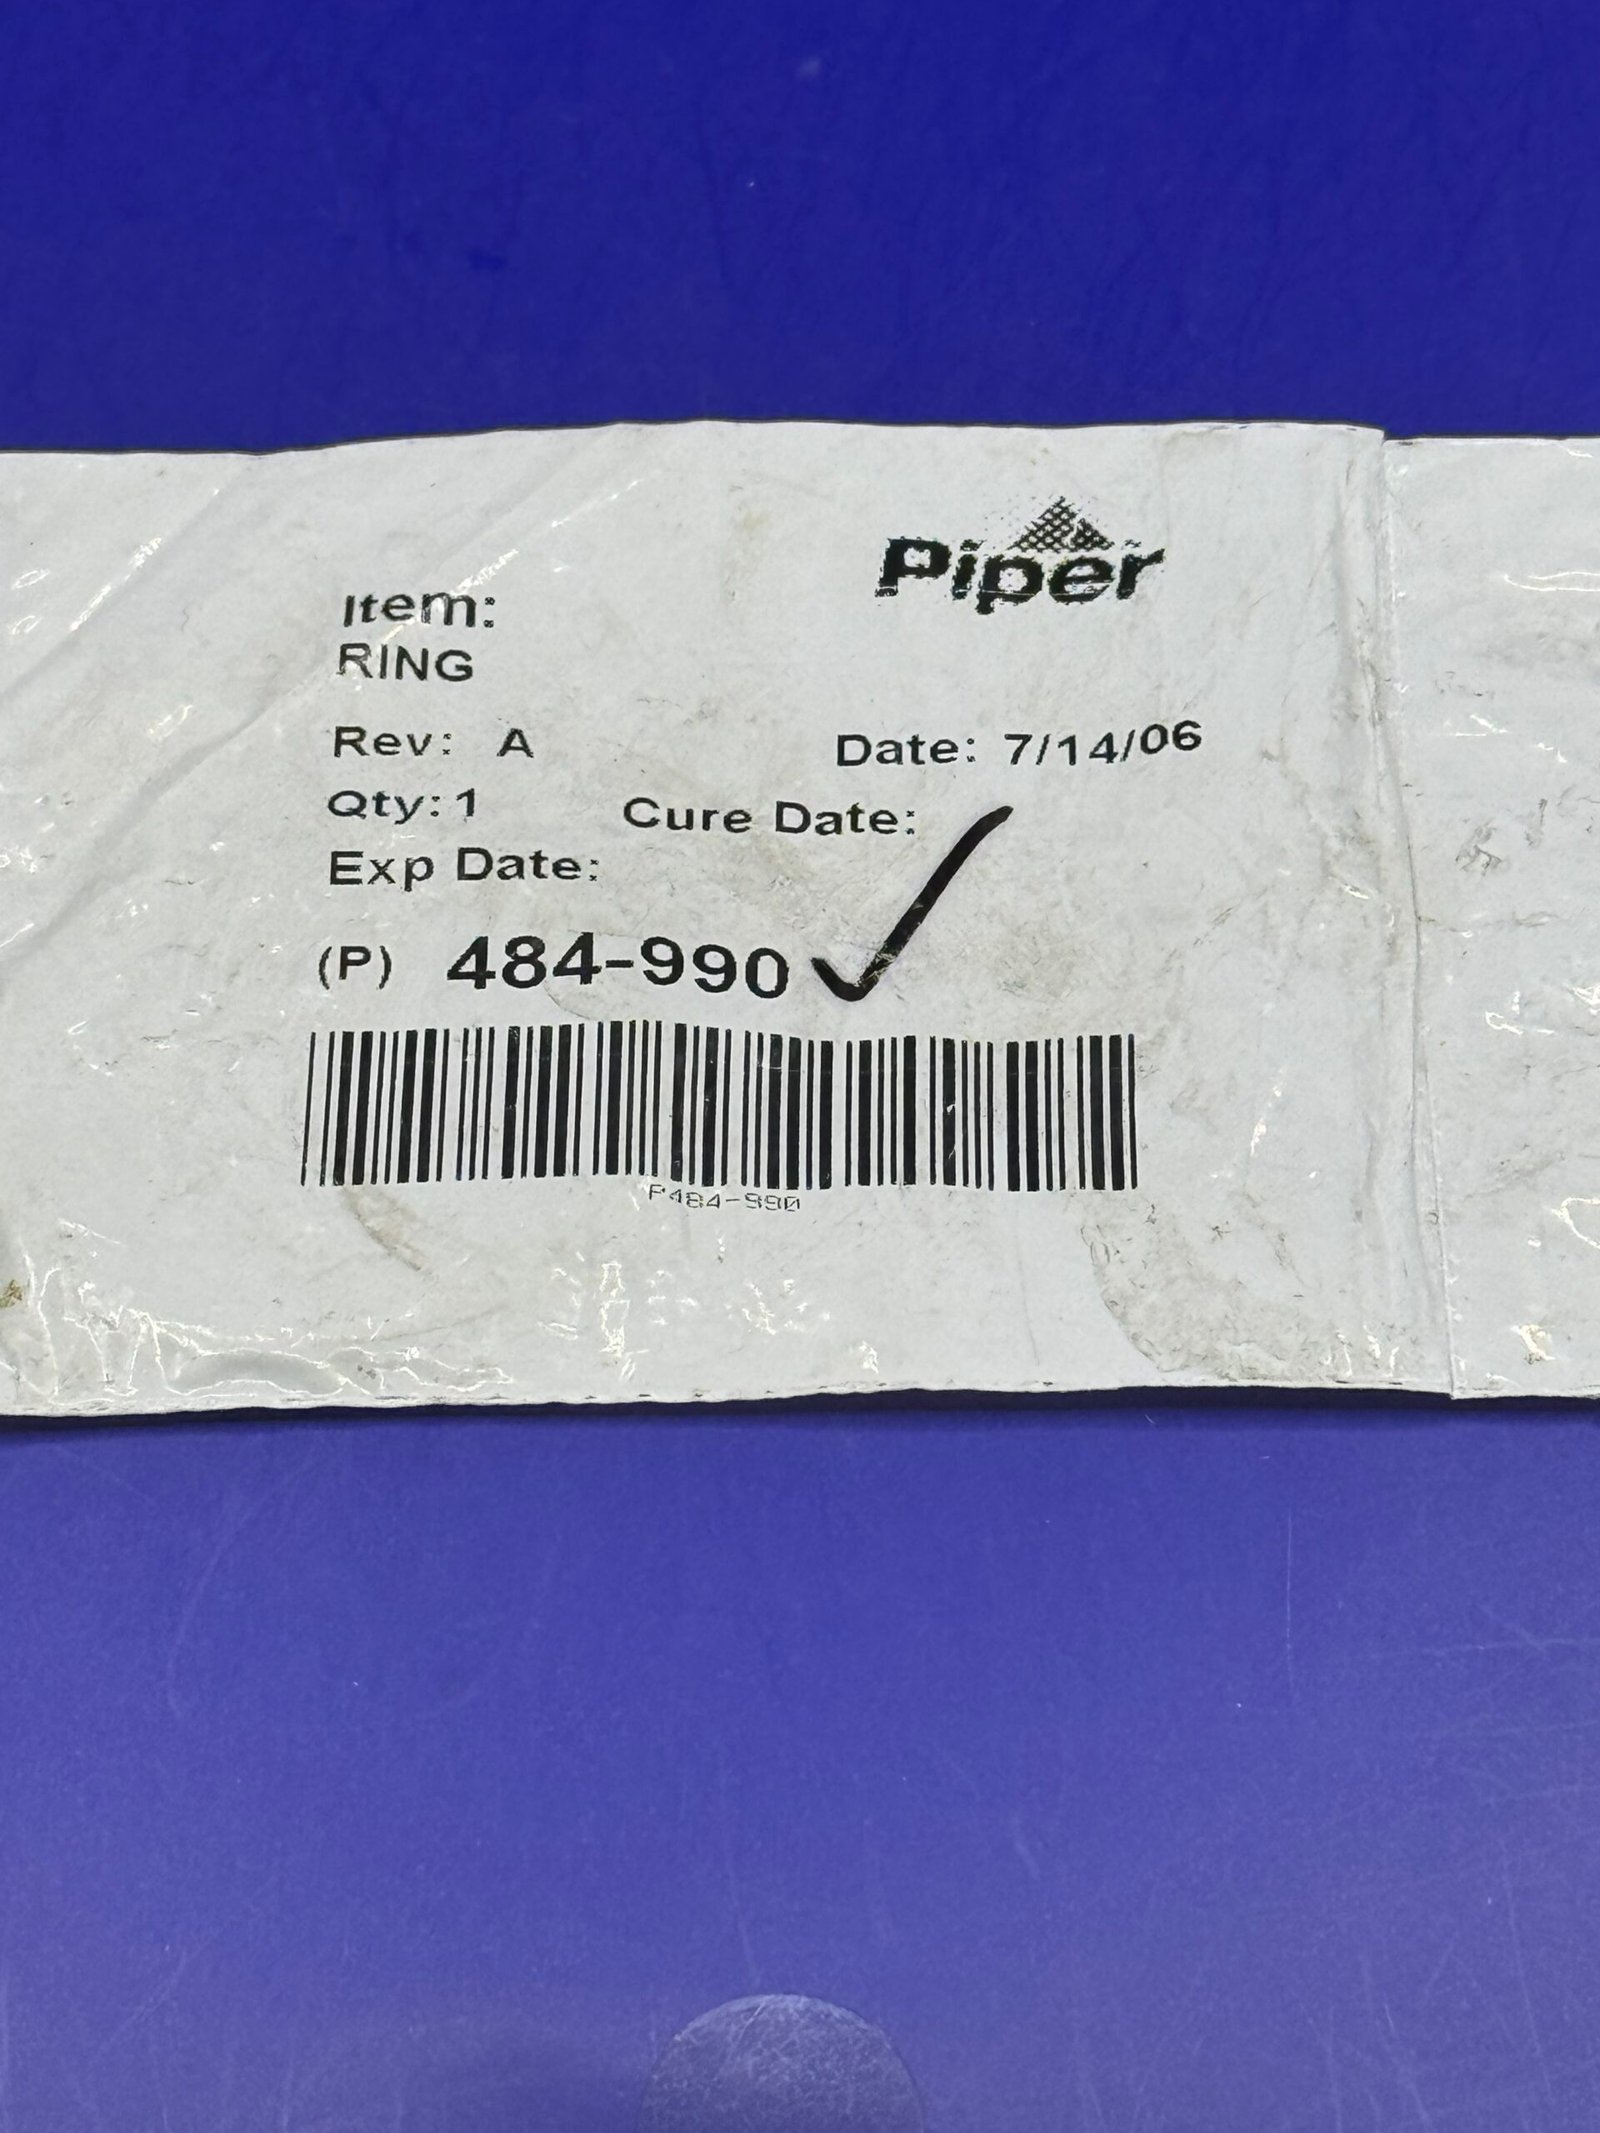 Piper
Item:
RING
Rev: A Date: 7/14/06
Qty: 1 Cure Date:
Exp Date:
(P) 484-990
P484-990